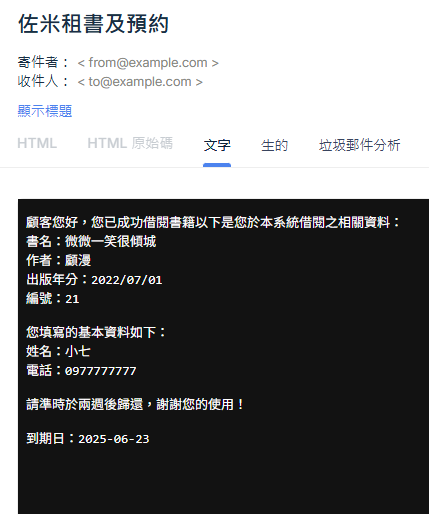 佐米租書及預約
寄件者： < from@example.com >
收件人： < to@example.com >
顯示標題
HTML HTML 原始碼 文字 生的 垃圾郵件分析
顧客您好，您已成功借閱書籍以下是您於本系統借閱之相關資料：
書名：微微一笑很傾城
作者：顧漫
出版年分：2022/07/01
編號：21
您填寫的基本資料如下：
姓名：小七
電話：0977777777
請準時於兩週後歸還，謝謝您的使用！
到期日：2025-06-23